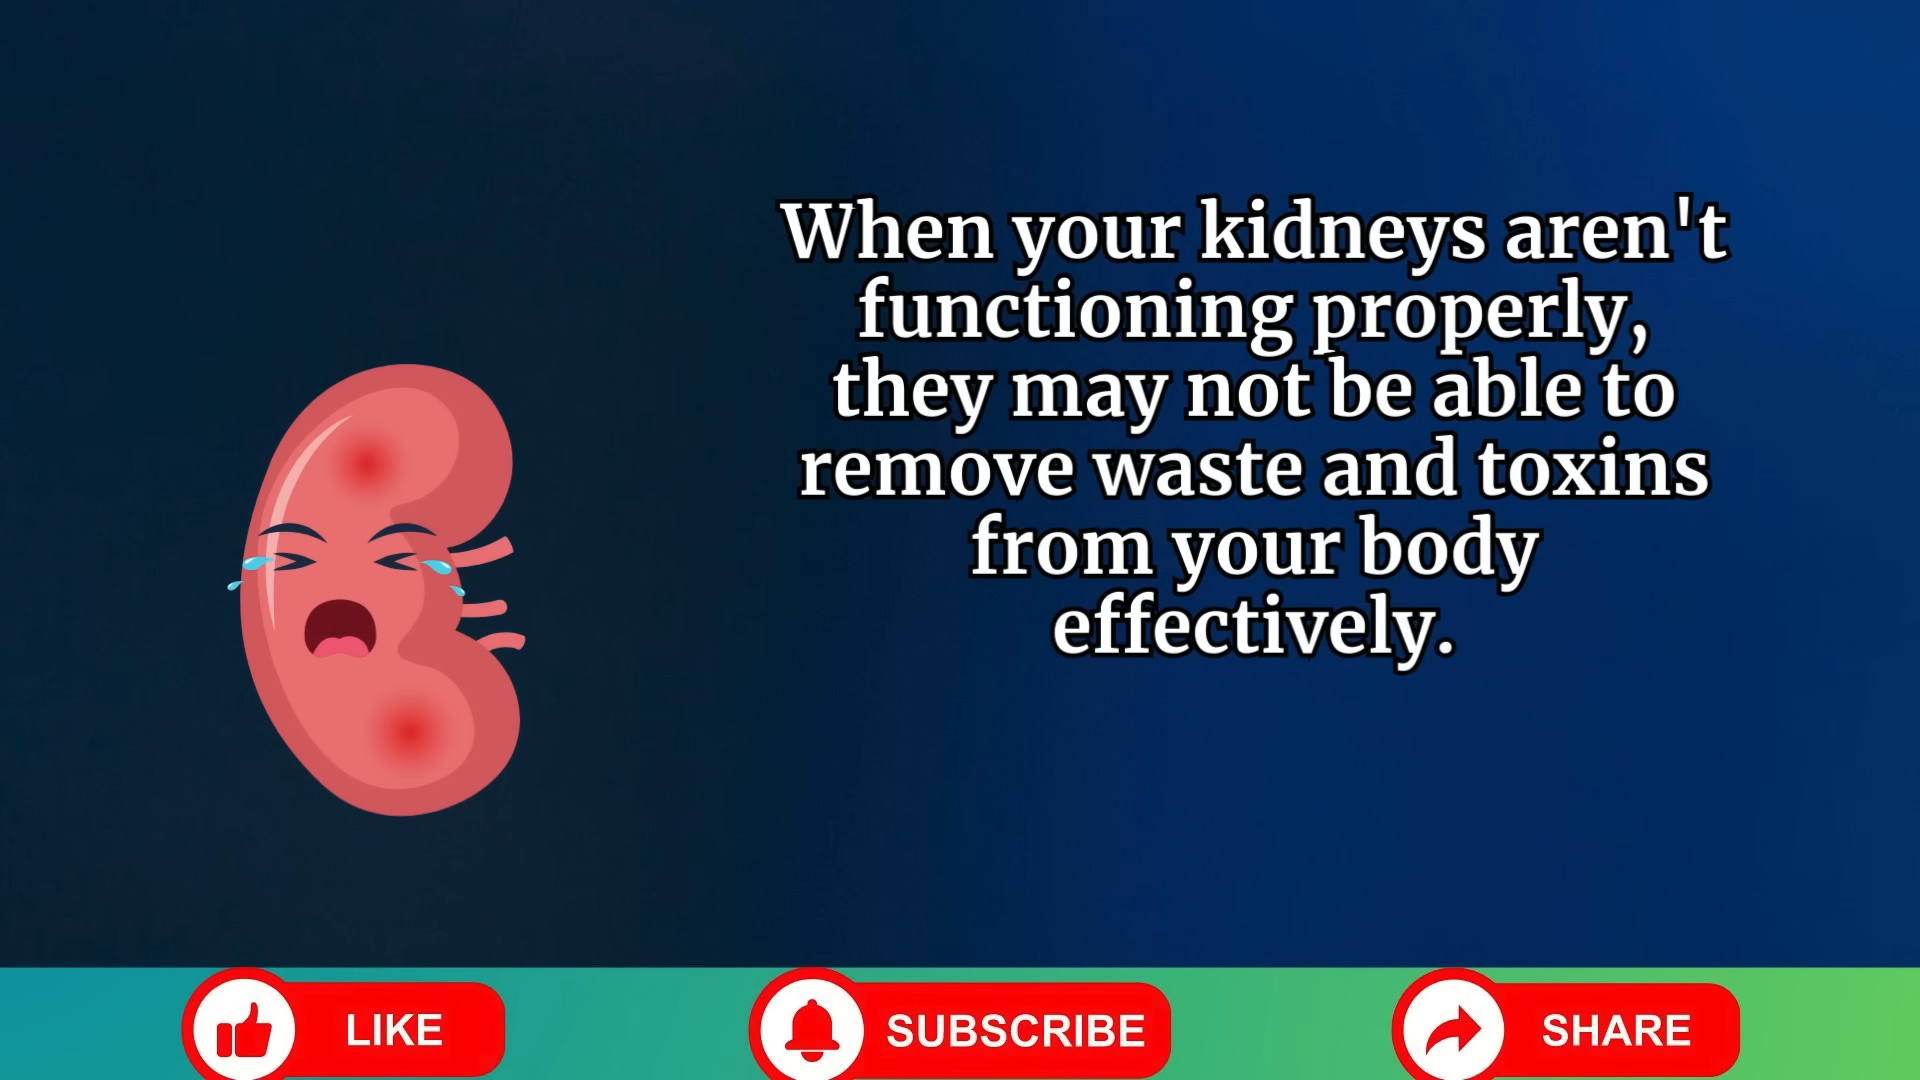 When your kidneys aren't
functioning properly,
they may not be able to
remove waste and toxins
from your body
effectively.
LIKE
SUBSCRIBE
SHARE